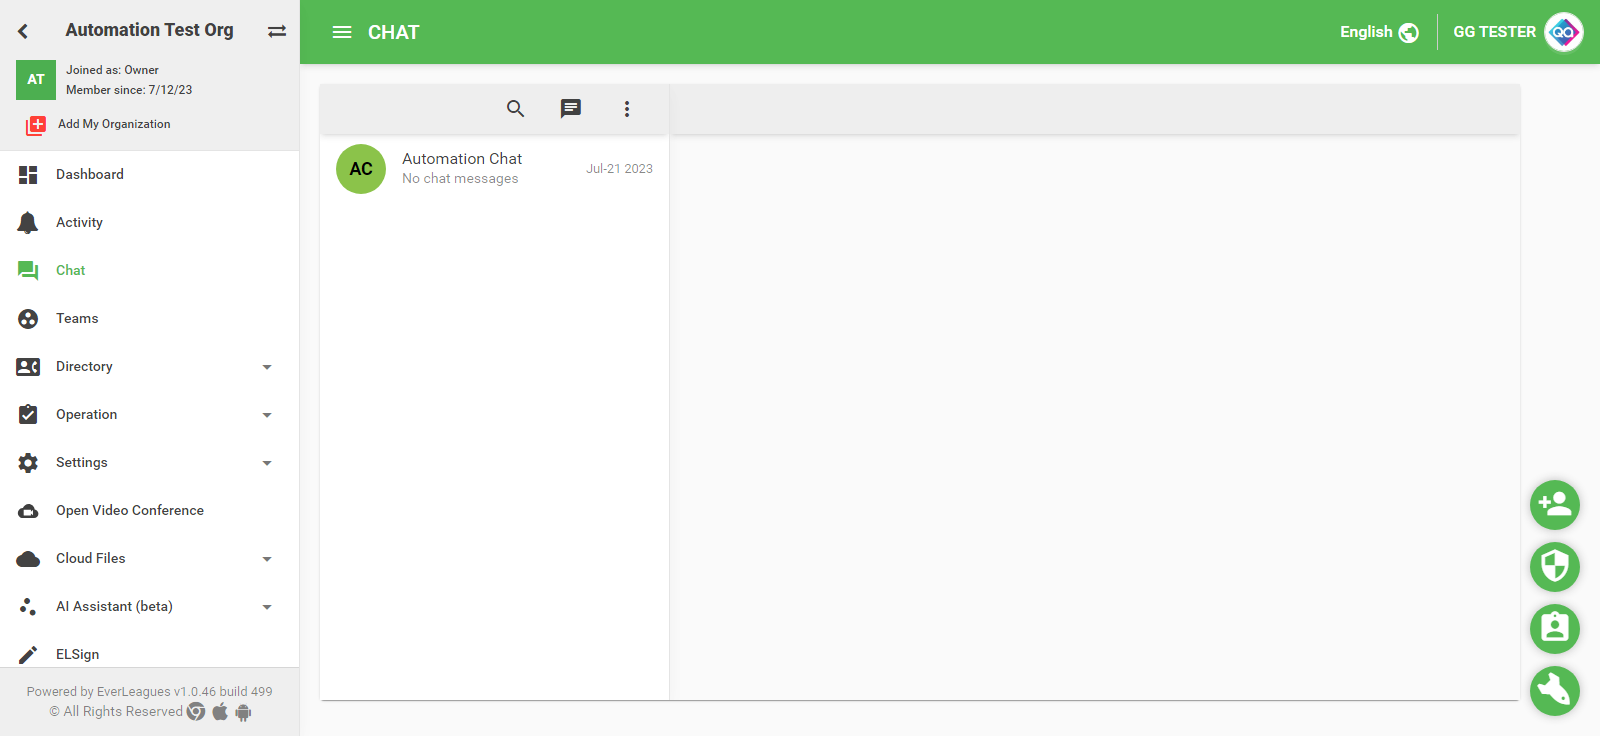 Automation Test Org
AT
Joined as: Owner
Member since: 7/12/23
Add My Organization
Dashboard
Activity
Chat
Teams
Directory
Operation
Settings
Open Video Conference
Cloud Files
AI Assistant (beta)
ELSign
Powered by EverLeagues v1.0.46 build 499
© All Rights Reserved
CHAT
English
GG TESTER
QA
AC
Automation Chat
No chat messages
Jul-21 2023